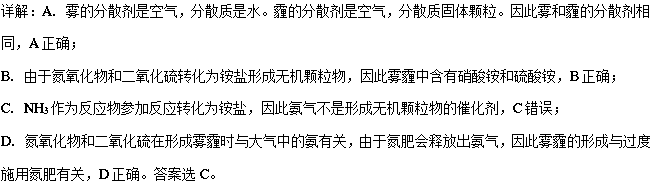 详解：A．雾的分散剂是空气，分散质是水。霾的分散剂是空气，分散质固体颗粒。因此雾和霾的分散剂相
同，A 正确；
B．由于氮氧化物和二氧化硫转化为铵盐形成无机颗粒物，因此雾霾中含有硝酸铵和硫酸铵，B 正确；
C．NH₃作为反应物参加反应转化为铵盐，因此氨气不是形成无机颗粒物的催化剂，C 错误；
D．氮氧化物和二氧化硫在形成雾霾时与大气中的氨有关，由于氮肥会释放出氨气，因此雾霾的形成与过度
施用氮肥有关，D 正确。答案选 C。